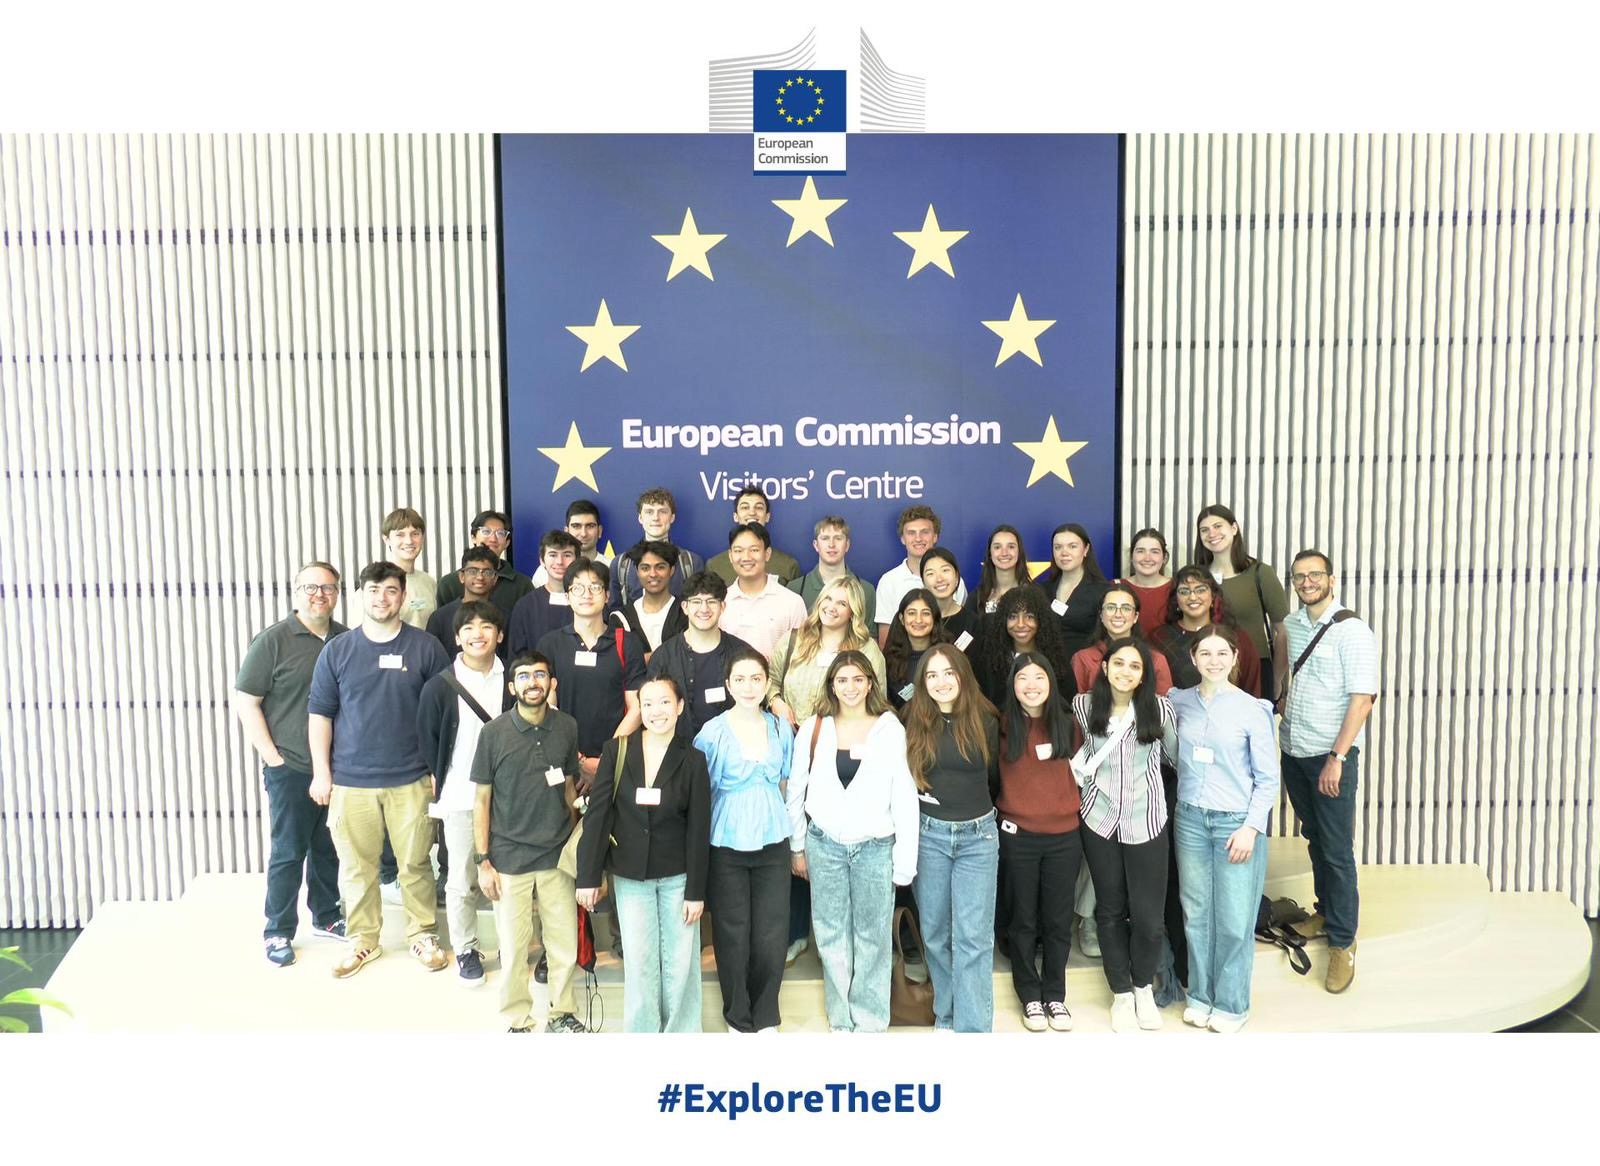 European
Commission
European Commission
Visitors' Centre
#ExploreTheEU